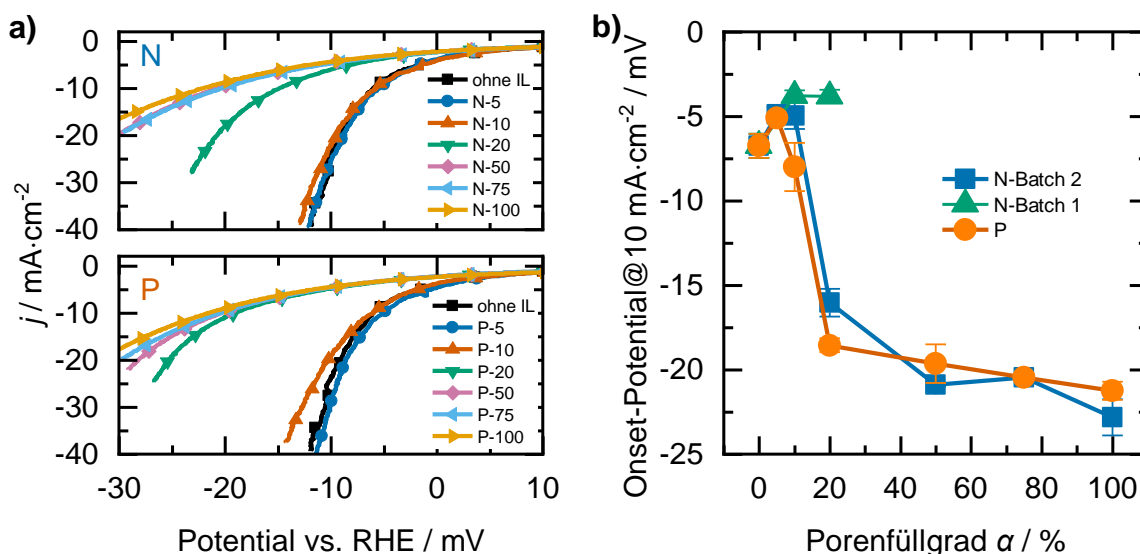 a)
N
0
-10
-20
-30
-40
ohne IL
N-5
N-10
N-20
N-50
N-75
N-100
P
0
-10
-20
-30
-40
ohne IL
P-5
P-10
P-20
P-50
P-75
P-100
j / mA·cm⁻²
-30 -20 -10 0 10
Potential vs. RHE / mV
b)
Onset-Potential@10 mA·cm⁻² / mV
0
-5
-10
-15
-20
-25
N-Batch 2
N-Batch 1
P
0 20 40 60 80 100
Porenfüllgrad α / %